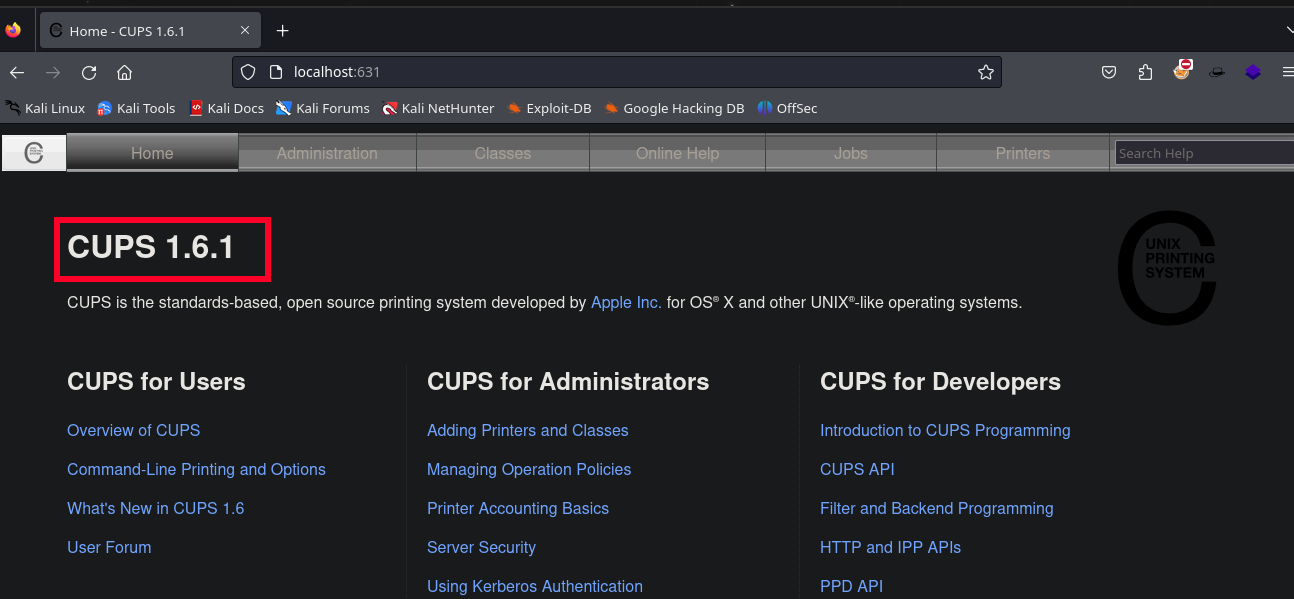 Home - CUPS 1.6.1
localhost:631
Kali Linux Kali Tools Kali Docs Kali Forums Kali NetHunter Exploit-DB Google Hacking DB OffSec
Home Administration Classes Online Help Jobs Printers Search Help
CUPS 1.6.1
UNIX
PRINTING
SYSTEM
CUPS is the standards-based, open source printing system developed by Apple Inc. for OS® X and other UNIX®-like operating systems.
CUPS for Users
Overview of CUPS
Command-Line Printing and Options
What's New in CUPS 1.6
User Forum
CUPS for Administrators
Adding Printers and Classes
Managing Operation Policies
Printer Accounting Basics
Server Security
Using Kerberos Authentication
CUPS for Developers
Introduction to CUPS Programming
CUPS API
Filter and Backend Programming
HTTP and IPP APIs
PPD API